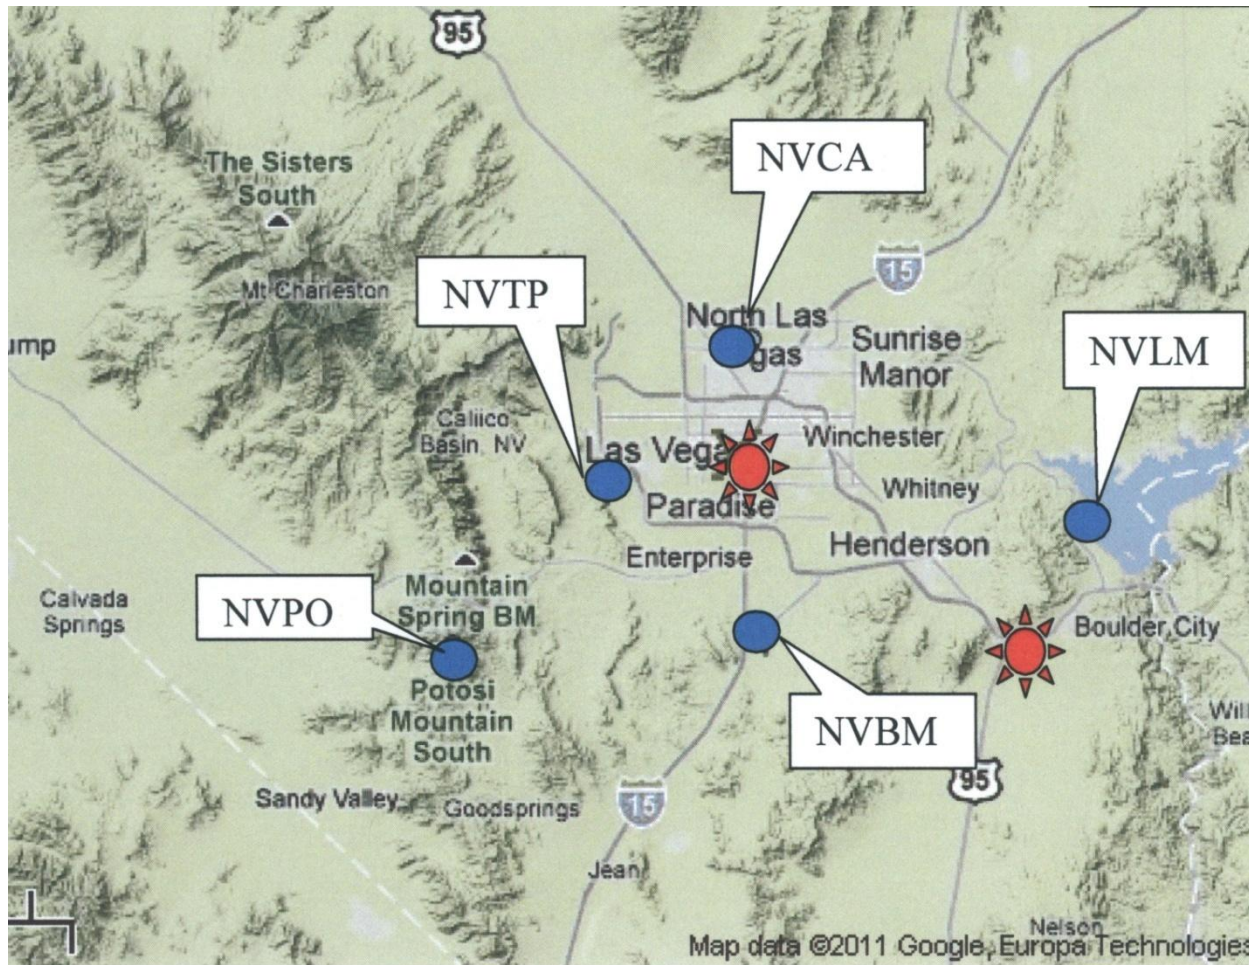 95
The Sisters
South
NVCA
15
Mt Charleston
NVTP
North Las
gas
Sunrise
Manor
NVLM
ump
Calico
Basin NV
Las Vega
Winchester
Whitney
Paradise
Enterprise
Henderson
Mountain
Spring BM
Calvada
Springs
NVPO
Boulder City
Potosi
Mountain
South
NVBM
Will
Bea
95
Sandy Valley
Goodsprings
15
Jean
Nelson
Map data ©2011 Google, Europa Technologies